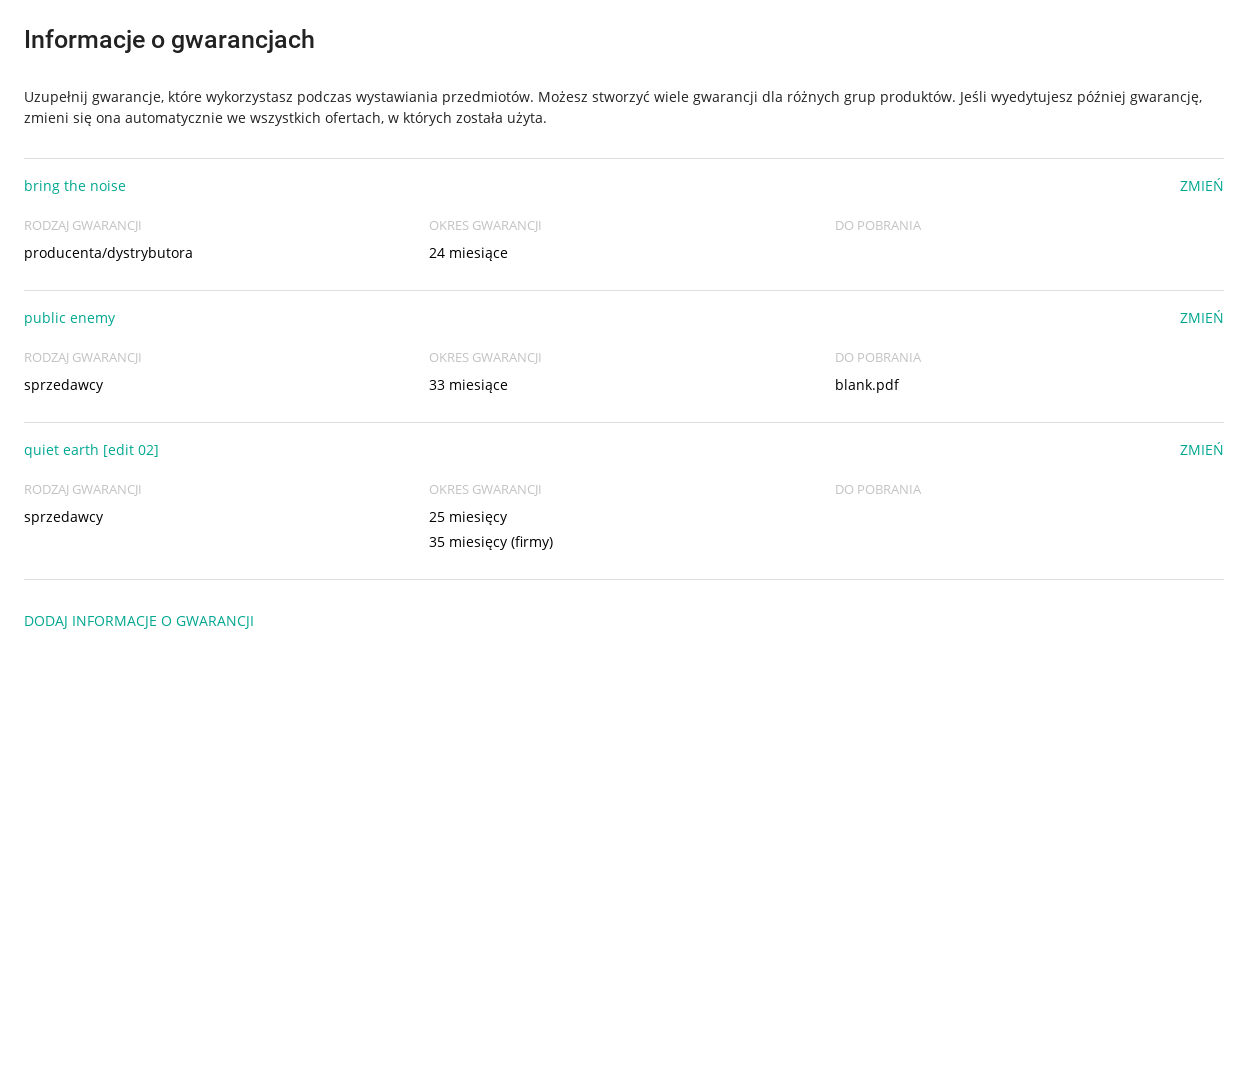 Informacje o gwarancjach
Uzupełnij gwarancje, które wykorzystasz podczas wystawiania przedmiotów. Możesz stworzyć wiele gwarancji dla różnych grup produktów. Jeśli wyedytujesz później gwarancję,
zmieni się ona automatycznie we wszystkich ofertach, w których została użyta.
bring the noise ZMIEŃ
RODZAJ GWARANCJI OKRES GWARANCJI DO POBRANIA
producenta/dystrybutora 24 miesiące
public enemy ZMIEŃ
RODZAJ GWARANCJI OKRES GWARANCJI DO POBRANIA
sprzedawcy 33 miesiące blank.pdf
quiet earth [edit 02] ZMIEŃ
RODZAJ GWARANCJI OKRES GWARANCJI DO POBRANIA
sprzedawcy 25 miesięcy
35 miesięcy (firmy)
DODAJ INFORMACJE O GWARANCJI